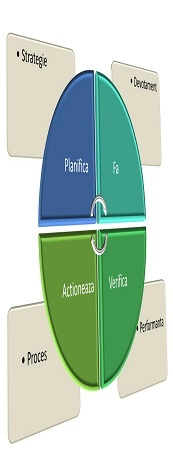 • Strategie
• Devotament
Planifica
Fa
Actioneaza
Verifica
• Proces
• Performanta